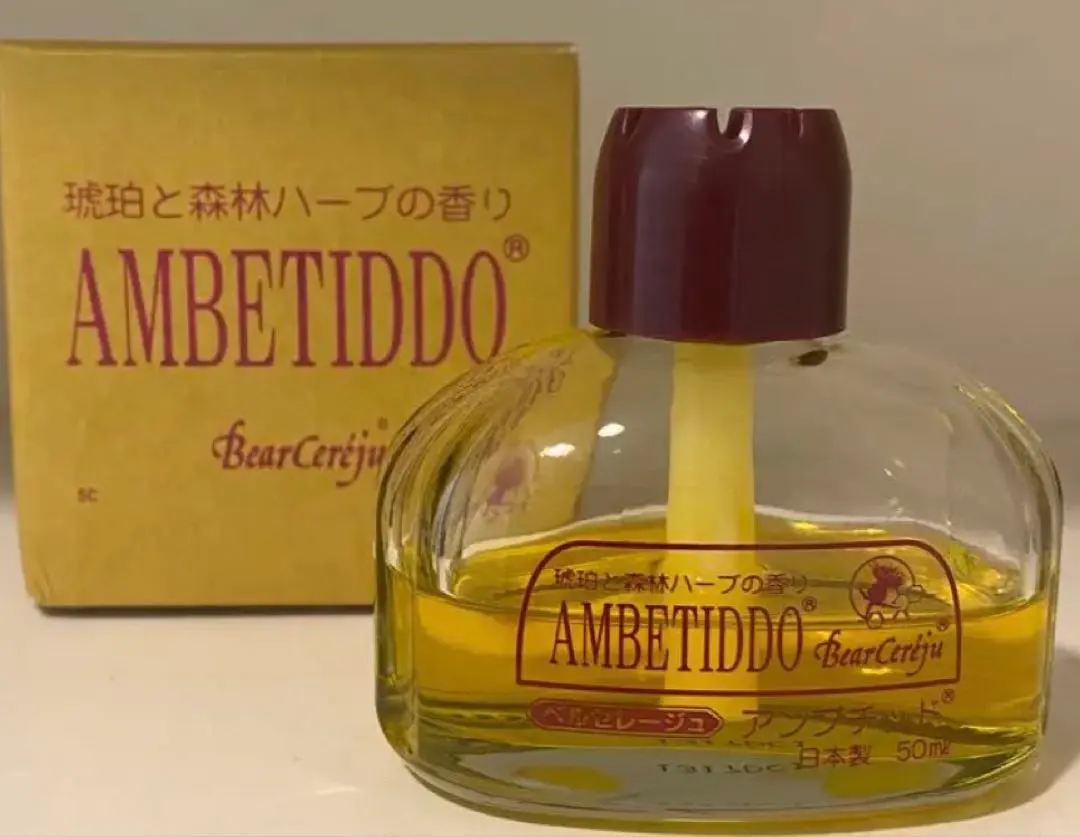 琥珀と森林ハーブの香り
AMBETIDDO®
BearCeréju®
SC
琥珀と森林ハーブの香り
AMBETIDDO®
BearCeréju®
ベルセレージュ
アンブチッド®
日本製 50ml